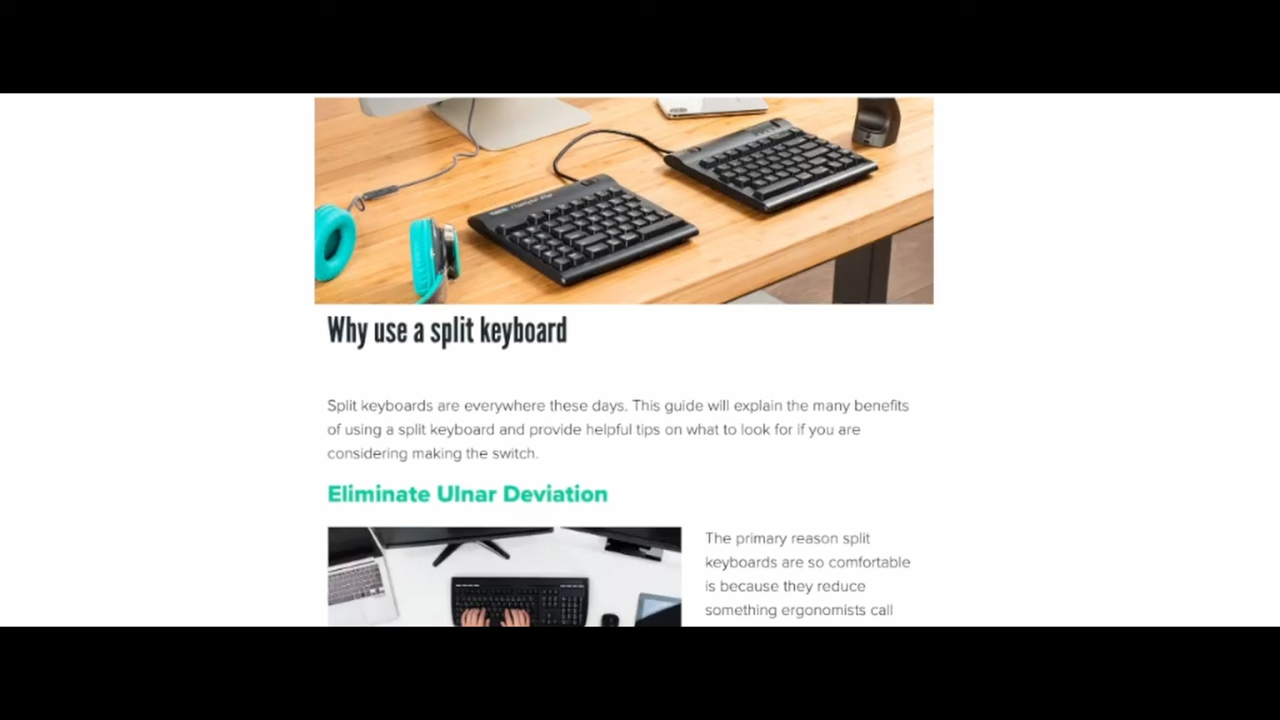 Why use a split keyboard
Split keyboards are everywhere these days. This guide will explain the many benefits
of using a split keyboard and provide helpful tips on what to look for if you are
considering making the switch.
Eliminate Ulnar Deviation
The primary reason split
keyboards are so comfortable
is because they reduce
something ergonomists call